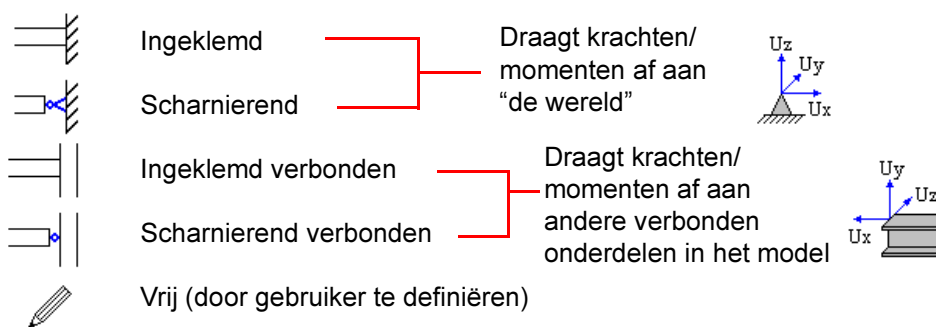 Ingeklemd
Scharnierend
Draagt krachten/
momenten af aan
“de wereld”
Uz
Uy
Ux
Ingeklemd verbonden
Scharnierend verbonden
Draagt krachten/
momenten af aan
andere verbonden
onderdelen in het model
Uy
Uz
Ux
Vrij (door gebruiker te definiëren)